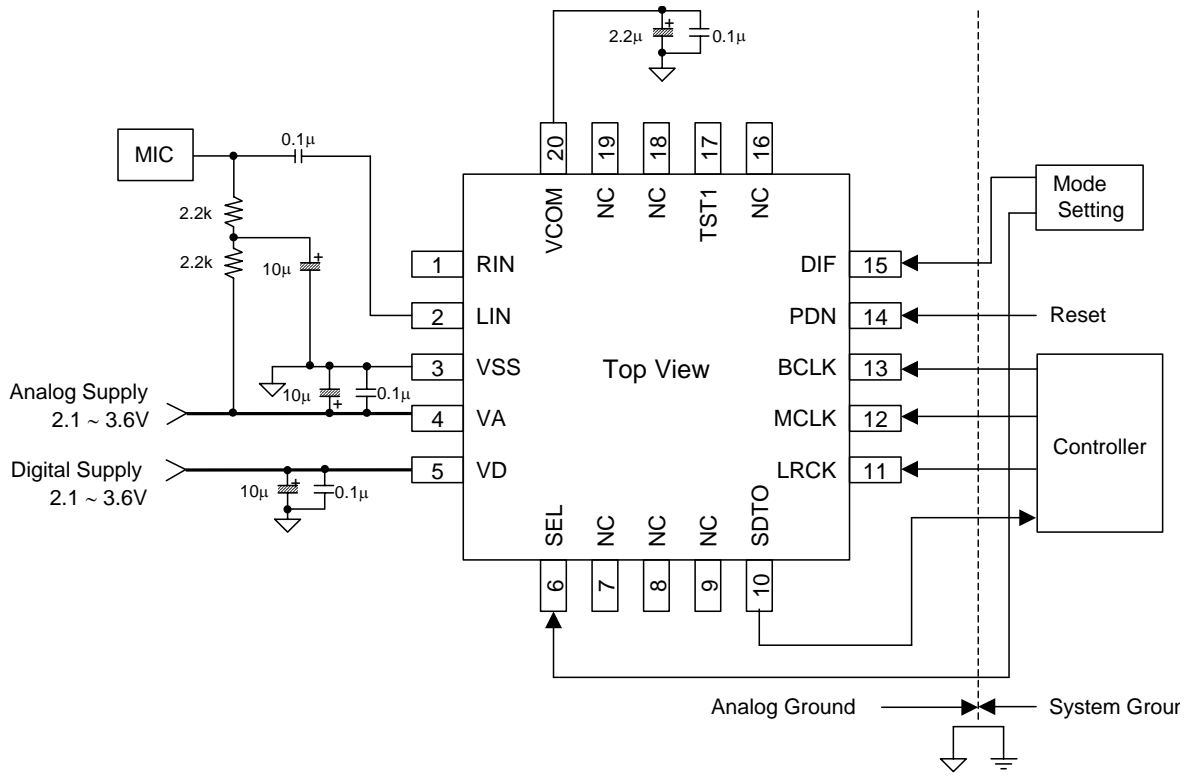 2.2μ
0.1μ
MIC
0.1μ
20
19
18
17
16
VCOM
NC
NC
TST1
NC
Mode
Setting
2.2k
2.2k
10μ
1
RIN
DIF
15
2
LIN
PDN
14
Reset
3
VSS
Top View
BCLK
13
10μ
0.1μ
Analog Supply
2.1 ~ 3.6V
4
VA
MCLK
12
Controller
Digital Supply
2.1 ~ 3.6V
5
VD
LRCK
11
10μ
0.1μ
SEL
NC
NC
NC
SDTO
6
7
8
9
10
Analog Ground
System Groun